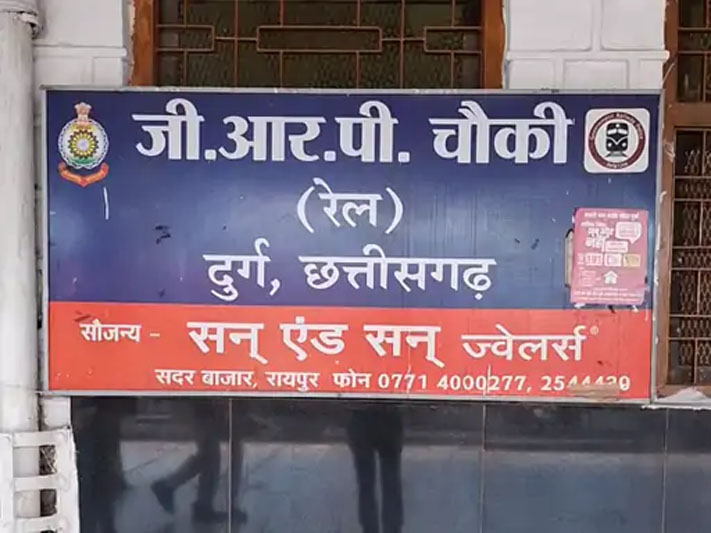 जी.आर.पी. चौकी
(रेल)
दुर्ग, छत्तीसगढ़
सौजन्य - सन् एंड सन् ज्वेलर्स
सदर बाजार, रायपुर फोन 0771 4000277, 2544430